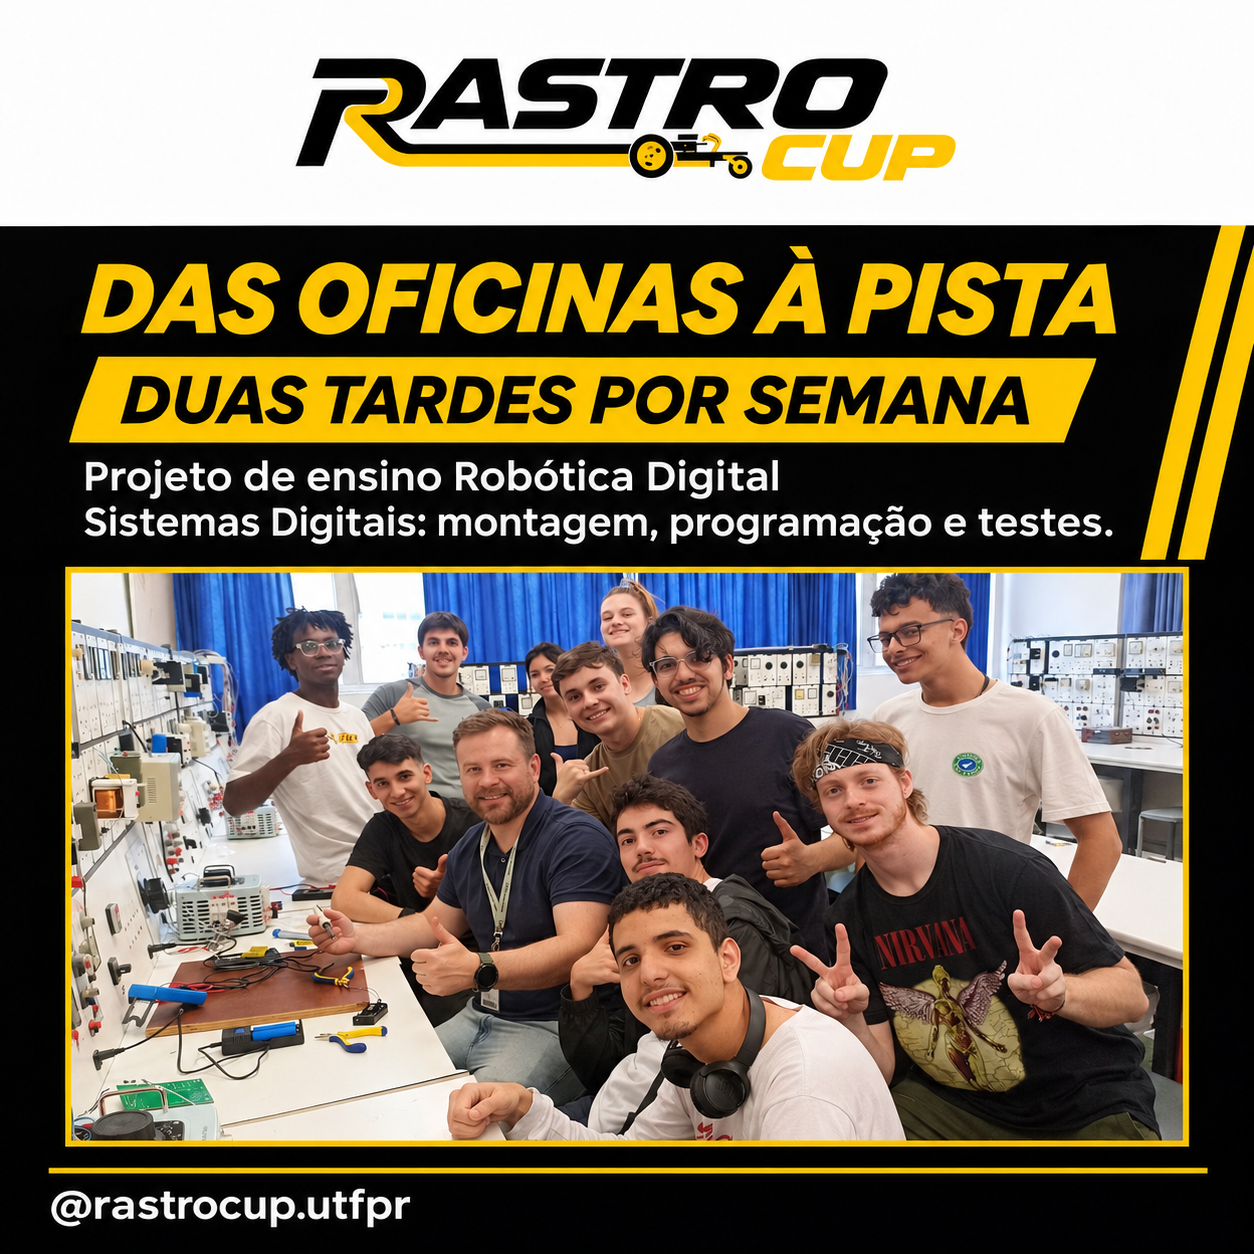 RASTRO
CUP
DAS OFICINAS À PISTA
DUAS TARDES POR SEMANA
Projeto de ensino Robótica Digital
Sistemas Digitais: montagem, programação e testes.
NIRVANA
@rastrocup.utfpr